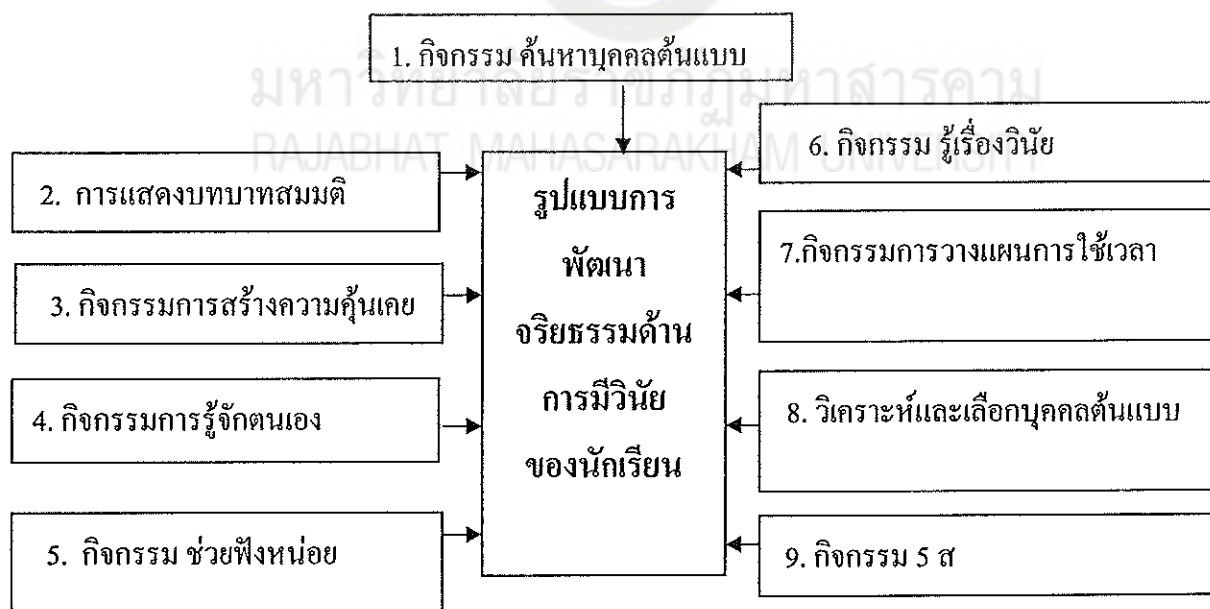 1. กิจกรรม ค้นหาบุคคลต้นแบบ
มหาวิทยาลัยราชภัฏมหาสารคาม
RAJABHAT MAHASARAKHAM UNIVERSITY
2. การแสดงบทบาทสมมติ
3. กิจกรรมการสร้างความคุ้นเคย
4. กิจกรรมการรู้จักตนเอง
5. กิจกรรม ช่วยฟังหน่อย
รูปแบบการ
พัฒนา
จริยธรรมด้าน
การมีวินัย
ของนักเรียน
6. กิจกรรม รู้เรื่องวินัย
7.กิจกรรมการวางแผนการใช้เวลา
8. วิเคราะห์และเลือกบุคคลต้นแบบ
9. กิจกรรม 5 ส